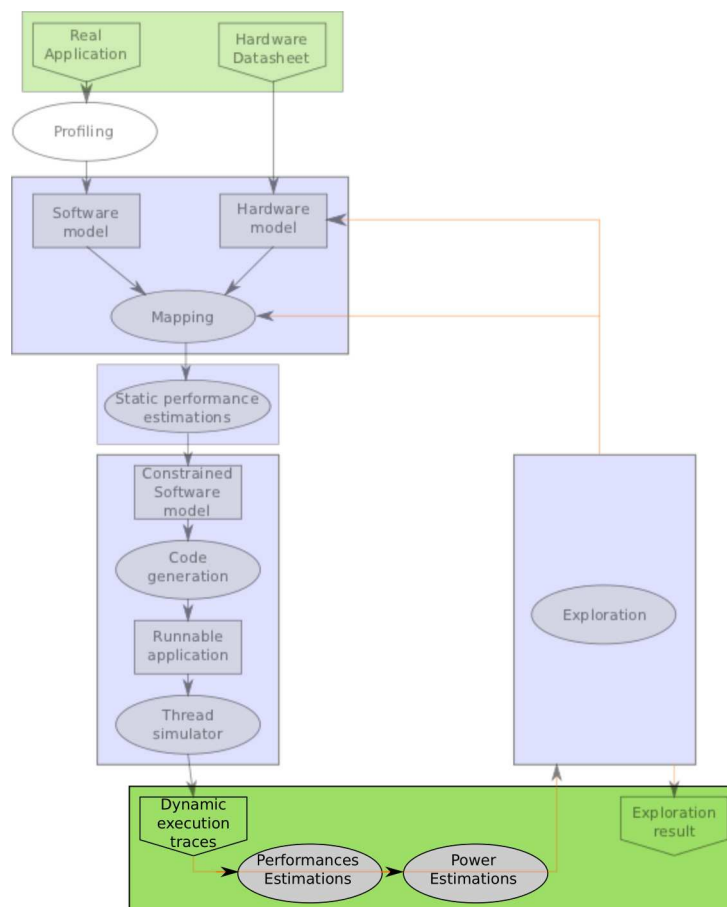 Real
Application
Hardware
Datasheet
Profiling
Software
model
Hardware
model
Mapping
Static performance
estimations
Constrained
Software
model
Code
generation
Exploration
Runnable
application
Thread
simulator
Dynamic
execution
traces
Exploration
result
Performances
Estimations
Power
Estimations